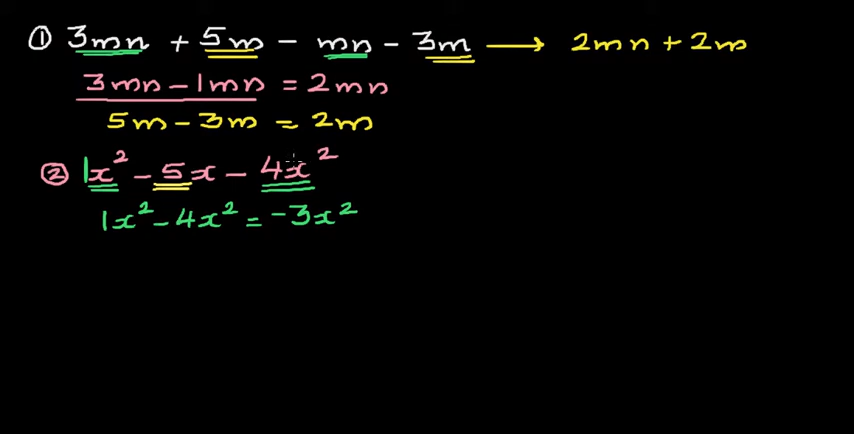 ① 3mn + 5m - mn - 3m ⟶ 2mn + 2m
3mn - 1mn = 2mn
5m - 3m = 2m
② 1x² - 5x - 4x²
1x² - 4x² = -3x²